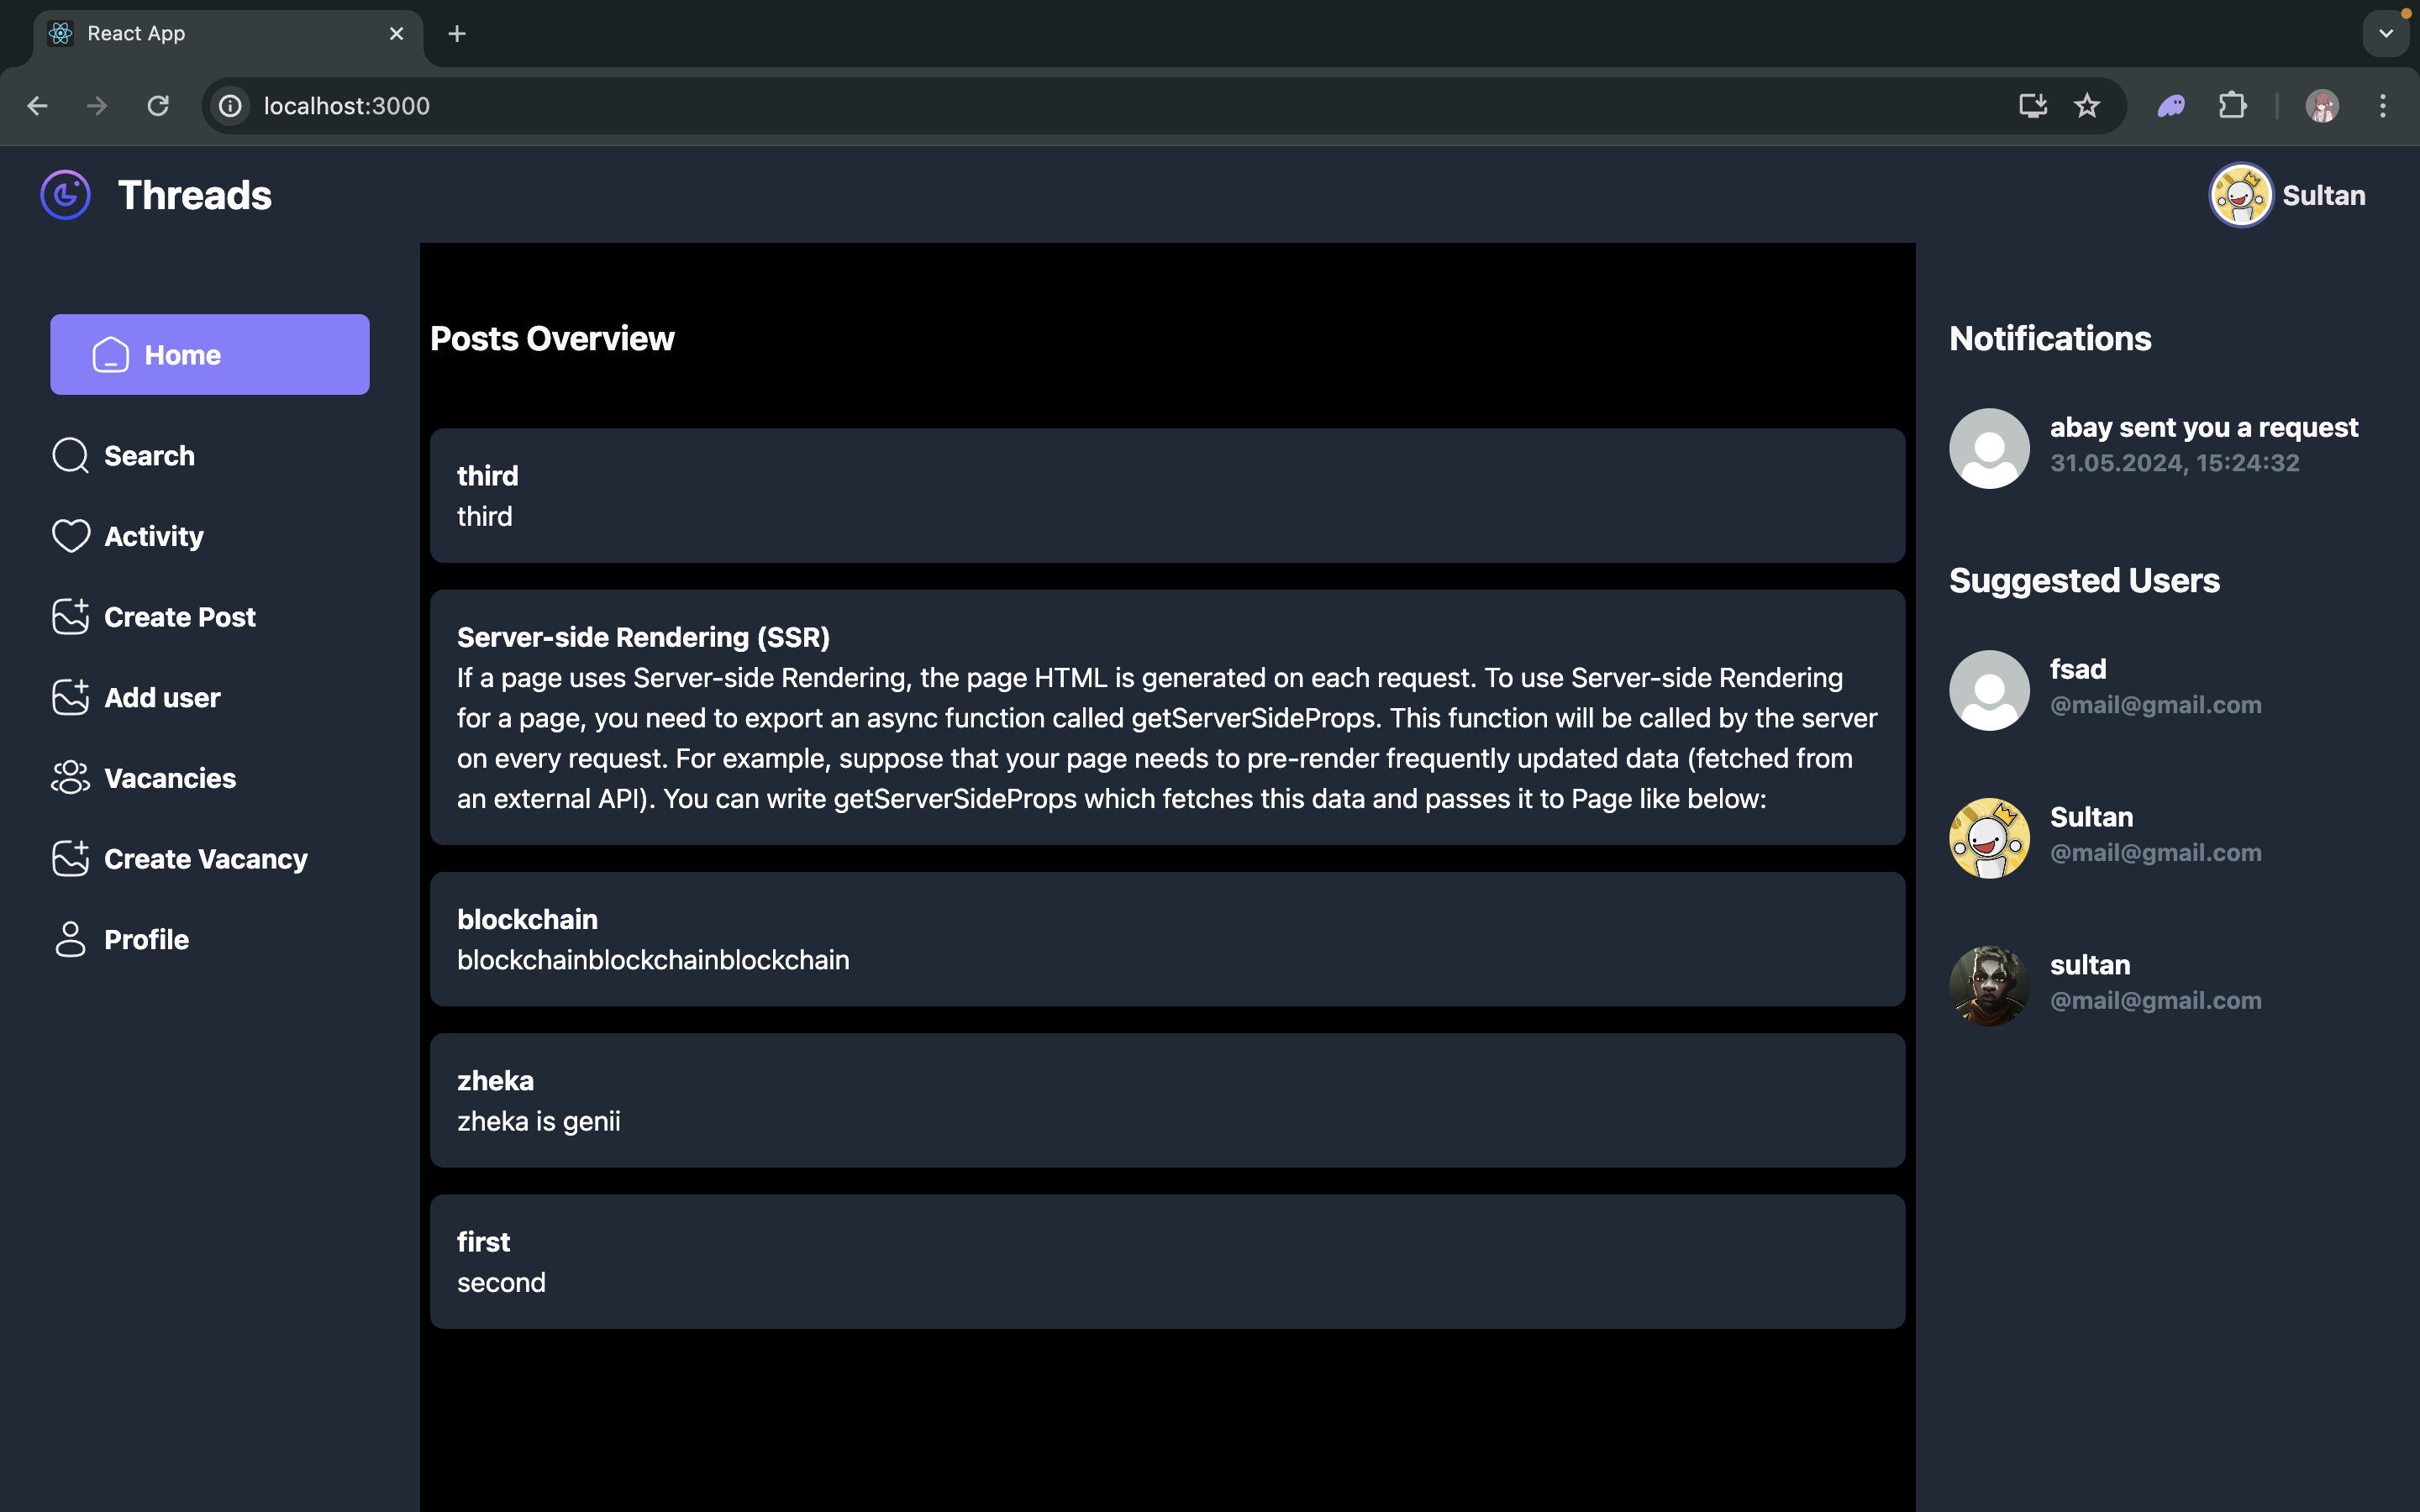 React App
localhost:3000
Threads
Sultan
Home
Search
Activity
Create Post
Add user
Vacancies
Create Vacancy
Profile
Posts Overview
third
third
Server-side Rendering (SSR)
If a page uses Server-side Rendering, the page HTML is generated on each request. To use Server-side Rendering
for a page, you need to export an async function called getServerSideProps. This function will be called by the server
on every request. For example, suppose that your page needs to pre-render frequently updated data (fetched from
an external API). You can write getServerSideProps which fetches this data and passes it to Page like below:
blockchain
blockchainblockchainblockchain
zheka
zheka is genii
first
second
Notifications
abay sent you a request
31.05.2024, 15:24:32
Suggested Users
fsad
@mail@gmail.com
Sultan
@mail@gmail.com
sultan
@mail@gmail.com